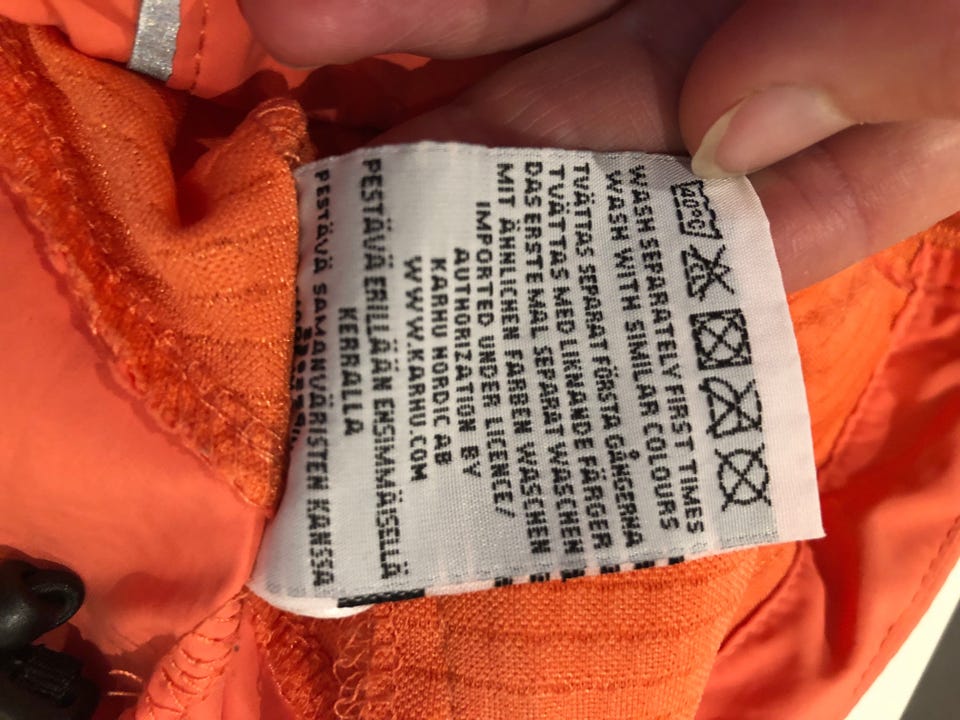 40°C
WASH SEPARATELY FIRST TIMES
WASH WITH SIMILAR COLOURS
TVÄTTAS SEPARAT FÖRSTA GÅNGERNA
TVÄTTAS MED LIKNANDE FÄRGER
DAS ERSTE MAL SEPARAT WASCHEN
MIT ÄHNLICHEN FARBEN WASCHEN
IMPORTED UNDER LICENCE/
AUTHORIZATION BY
KARHU NORDIC AB
WWW.KARHU.COM
PESTÄVÄ ERILLÄÄN ENSIMMÄISELLÄ
KERRALLA
PESTÄVÄ SAMANVÄRISTEN KANSSA